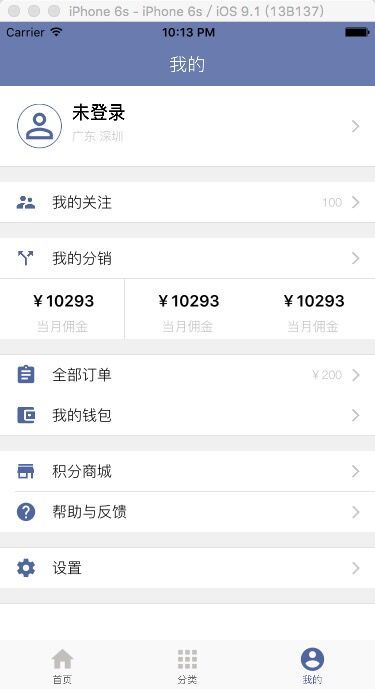 iPhone 6s - iPhone 6s / iOS 9.1 (13B137)
Carrier 10:13 PM
我的
未登录
广东 深圳
我的关注 100
我的分销
￥10293 ￥10293 ￥10293
当月佣金 当月佣金 当月佣金
全部订单 ￥200
我的钱包
积分商城
帮助与反馈
设置
首页 分类 我的